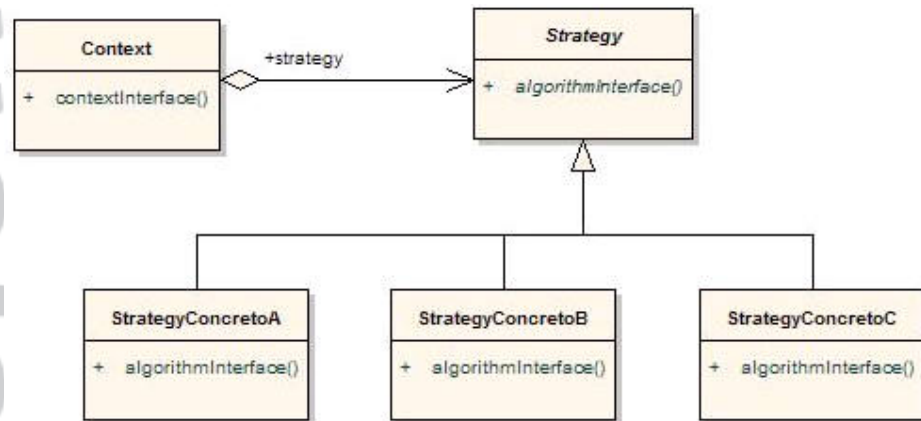 Context
+ contextInterface()
+strategy
Strategy
+ algorithmInterface()
StrategyConcretoA
+ algorithmInterface()
StrategyConcretoB
+ algorithmInterface()
StrategyConcretoC
+ algorithmInterface()